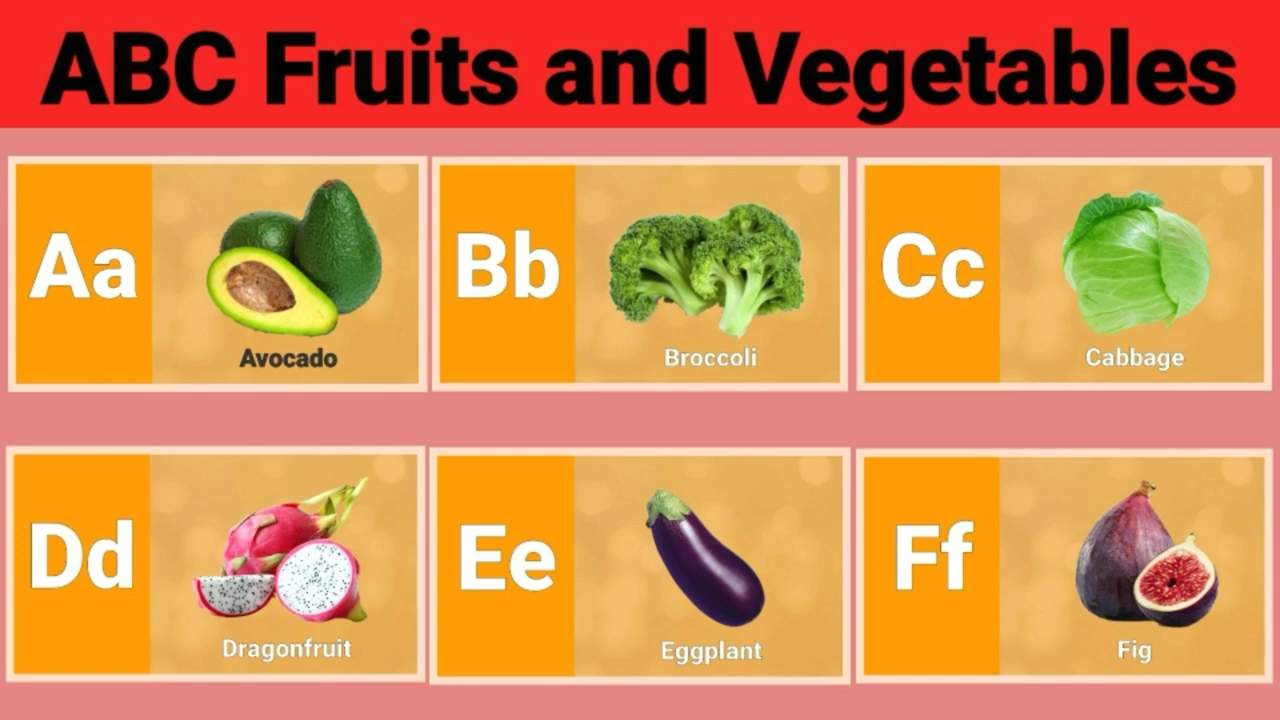 ABC Fruits and Vegetables
Aa
Avocado
Bb
Broccoli
Cc
Cabbage
Dd
Dragonfruit
Ee
Eggplant
Ff
Fig